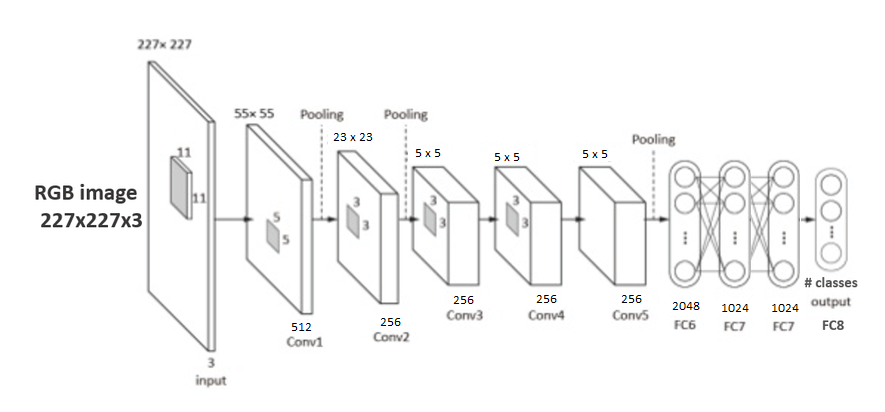 227× 227
RGB image
227x227x3
11
11
3
input
55× 55
5
5
512
Conv1
Pooling
23 x 23
3
3
256
Conv2
Pooling
5 x 5
3
3
256
Conv3
5 x 5
3
3
256
Conv4
5 x 5
256
Conv5
Pooling
2048
FC6
1024
FC7
1024
FC7
# classes
output
FC8